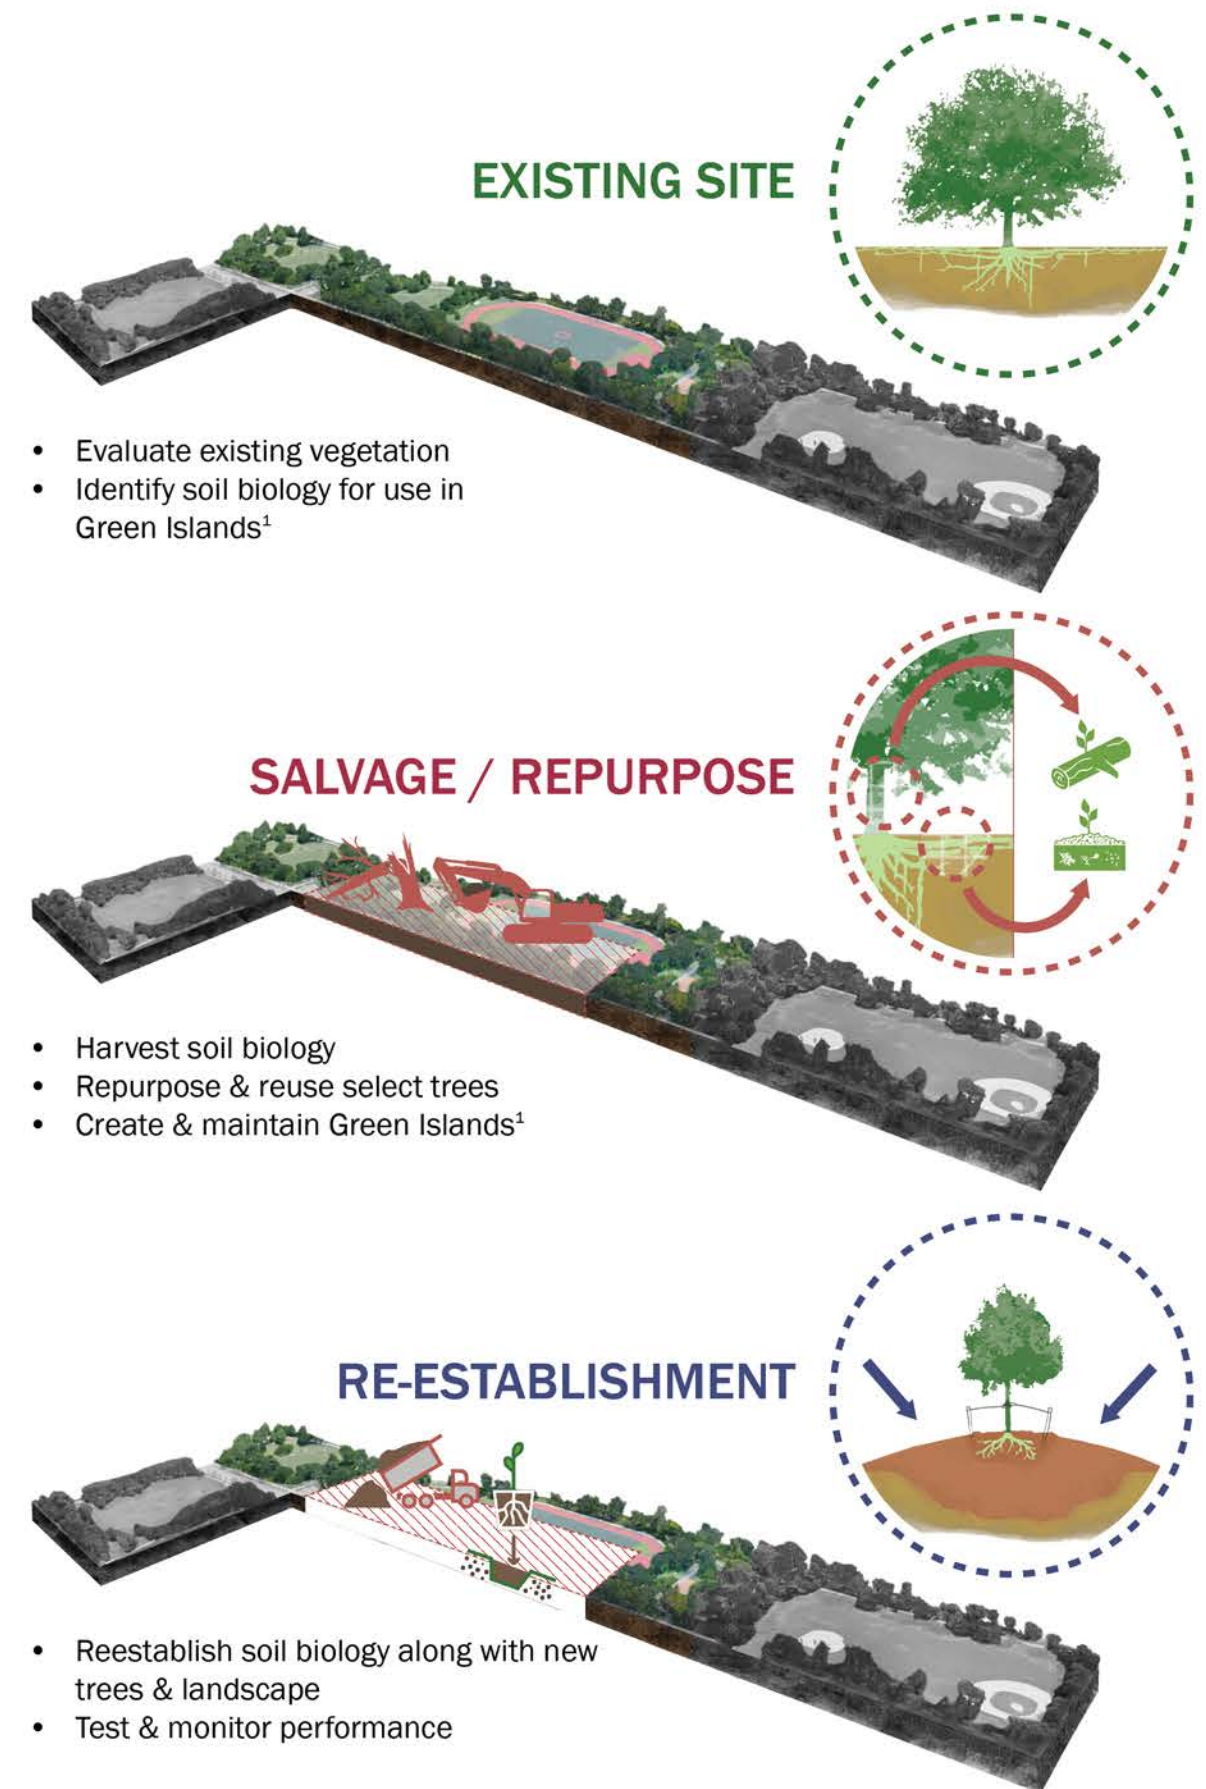 EXISTING SITE
• Evaluate existing vegetation
• Identify soil biology for use in
Green Islands¹
SALVAGE / REPURPOSE
• Harvest soil biology
• Repurpose & reuse select trees
• Create & maintain Green Islands¹
RE-ESTABLISHMENT
• Reestablish soil biology along with new
trees & landscape
• Test & monitor performance